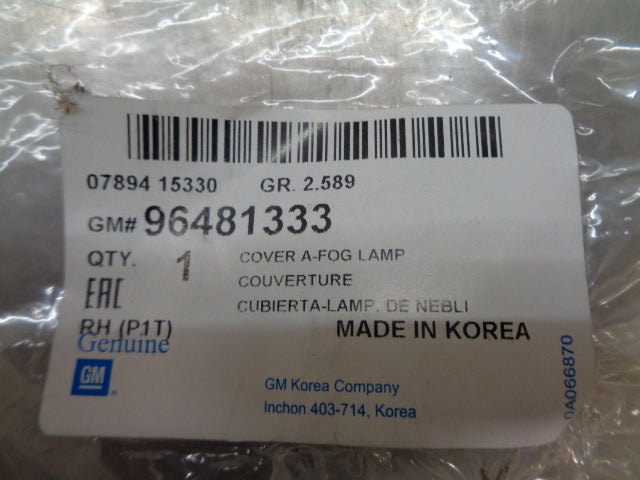 07894 15330 GR. 2.589
GM# 96481333
QTY. 1 COVER A-FOG LAMP
COUVERTURE
EAC CUBIERTA-LAMP. DE NEBLI
RH (P1T) MADE IN KOREA
Genuine
GM
GM Korea Company
Inchon 403-714, Korea
0A066870